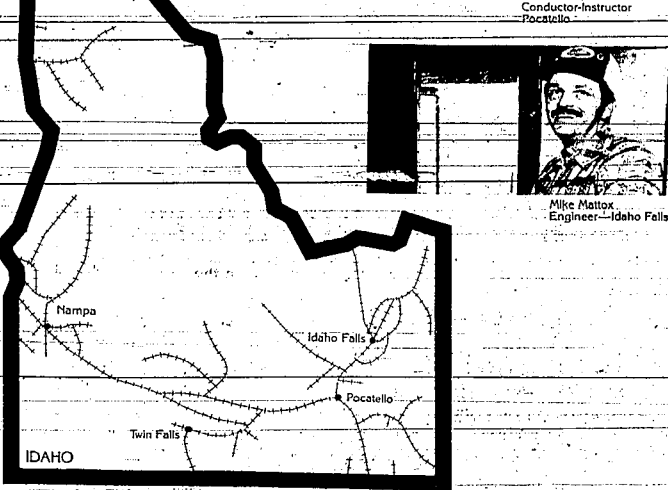 Conductor-Instructor
Pocatello
Mike Mattox
Engineer—Idaho Falls
Nampa
Idaho Falls
Pocatello
Twin Falls
IDAHO